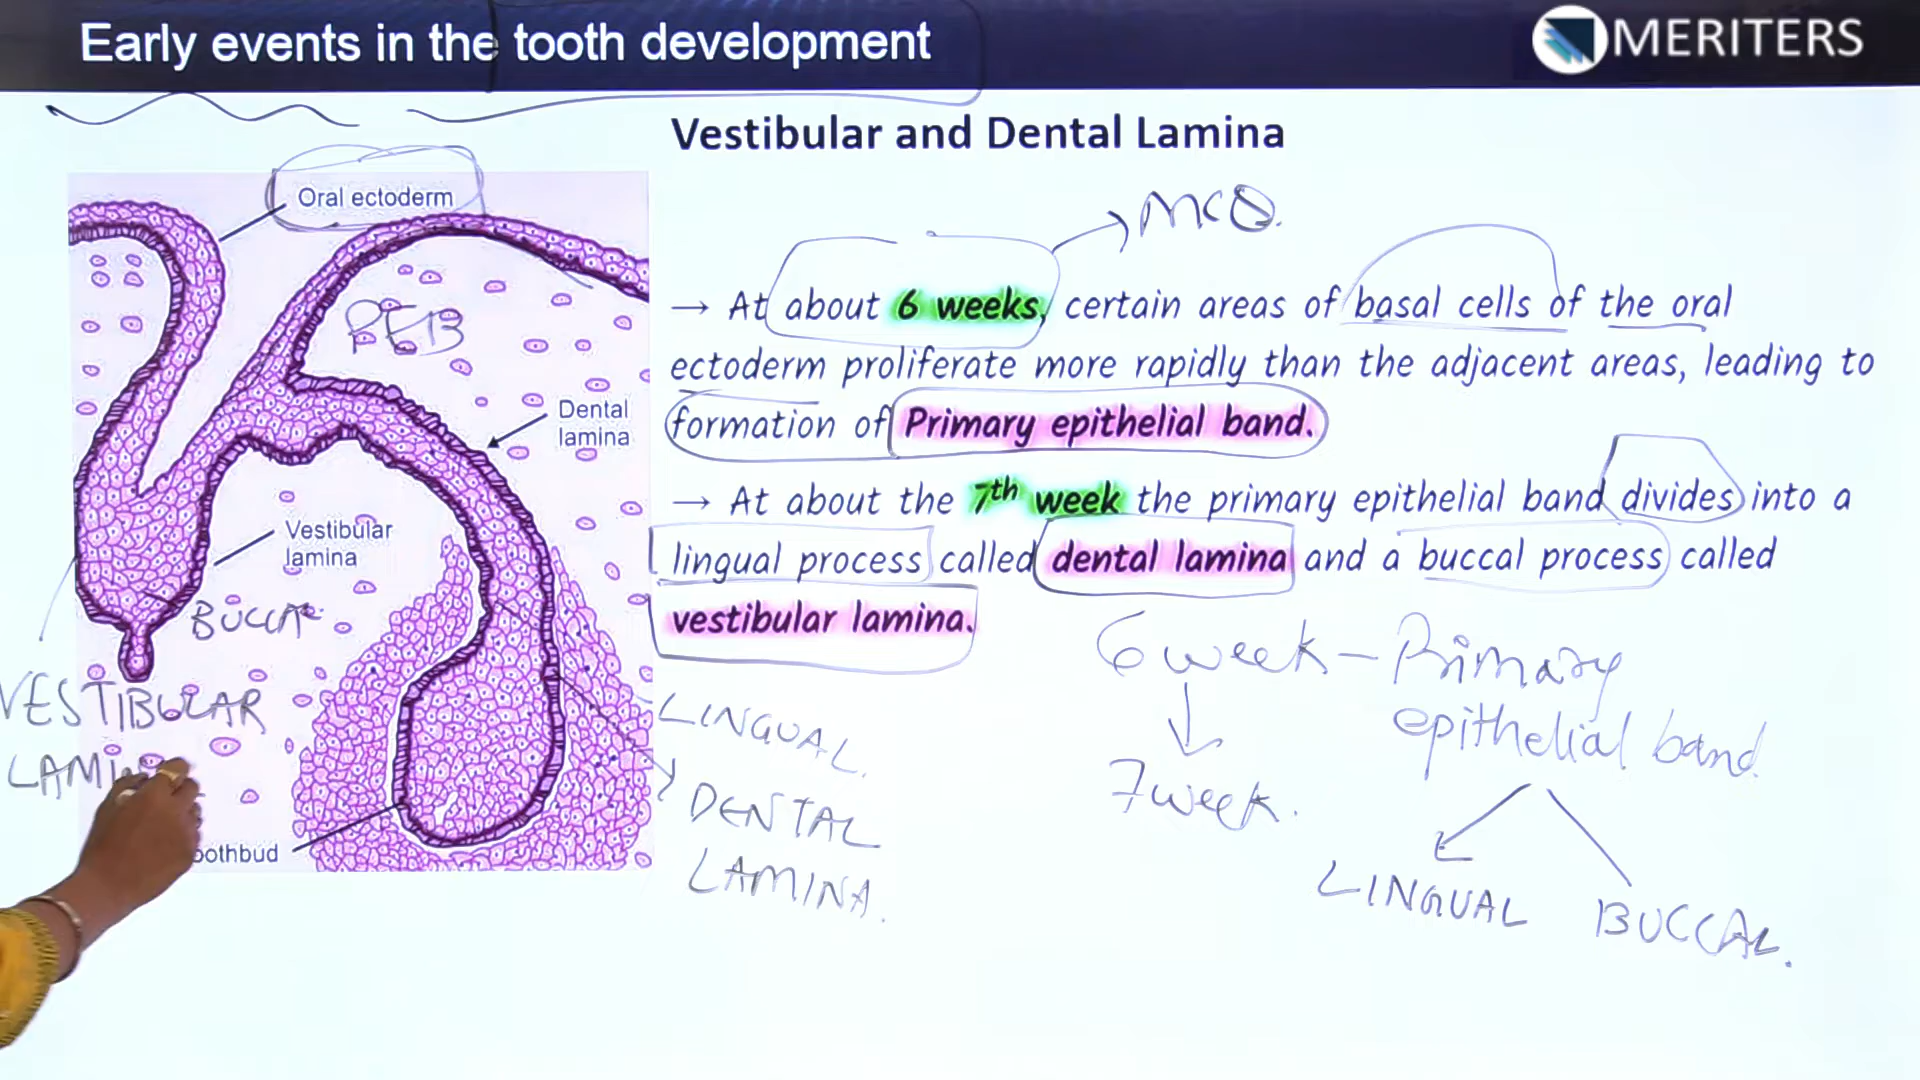 Early events in the tooth development
MERITERS
Vestibular and Dental Lamina
Oral ectoderm
MCQ.
→ At about 6 weeks, certain areas of basal cells of the oral
ectoderm proliferate more rapidly than the adjacent areas, leading to
formation of Primary epithelial band.
→ At about the 7th week the primary epithelial band divides into a
lingual process called dental lamina and a buccal process called
vestibular lamina.
PEB
Dental
lamina
Vestibular
lamina
BUCCAL
VESTIBULAR
LAMIN
oothbud
LINGUAL.
DENTAL
LAMINA.
6 week - Primary
epithelial band.
7 week.
LINGUAL
BUCCAL.